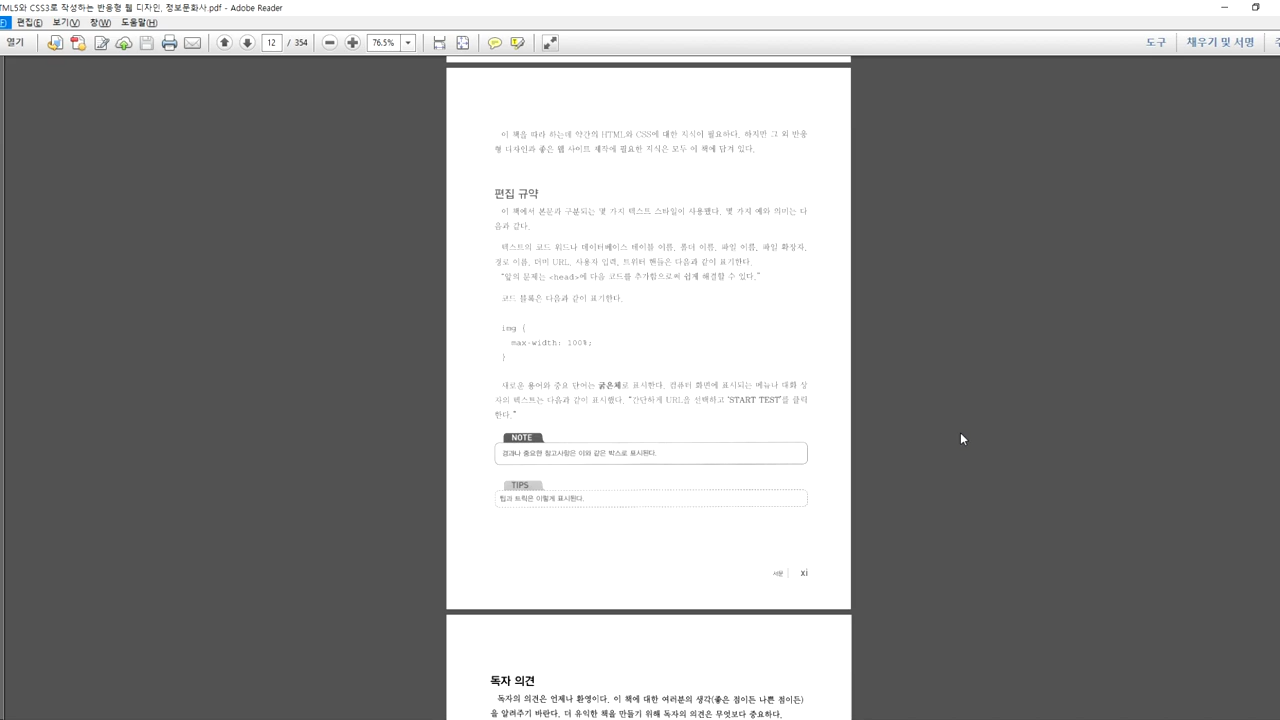 TML5와 CSS3로 작성하는 반응형 웹 디자인, 정보문화사.pdf - Adobe Reader
편집(E) 보기(V) 창(W) 도움말(H)
열기 12 / 354 76.5% 도구 채우기 및 서명
이 책을 따라 하는데 약간의 HTML와 CSS에 대한 지식이 필요하다. 하지만 그 외 반응
형 디자인과 좋은 웹 사이트 제작에 필요한 지식은 모두 이 책에 담겨 있다.
편집 규약
이 책에서 본문과 구분되는 몇 가지 텍스트 스타일이 사용됐다. 몇 가지 예와 의미는 다
음과 같다.
텍스트의 코드 워드나 데이터베이스 테이블 이름, 폴더 이름, 파일 이름, 파일 확장자,
경로 이름, 더미 URL, 사용자 입력, 트위터 핸들은 다음과 같이 표기한다.
"앞의 문제는 <head>에 다음 코드를 추가함으로써 쉽게 해결할 수 있다."
코드 블록은 다음과 같이 표기한다.
img {
max-width: 100%;
}
새로운 용어와 중요 단어는 굵은체로 표시한다. 컴퓨터 화면에 표시되는 메뉴나 대화 상
자의 텍스트는 다음과 같이 표시했다. "간단하게 URL을 선택하고 'START TEST'를 클릭
한다."
NOTE
경과나 중요한 참고사항은 이와 같은 박스로 표시된다.
TIPS
팁과 트릭은 이렇게 표시된다.
서문 xi
독자 의견
독자의 의견은 언제나 환영이다. 이 책에 대한 여러분의 생각(좋은 점이든 나쁜 점이든)
을 알려주기 바란다. 더 유익한 책을 만들기 위해 독자의 의견은 무엇보다 중요하다.